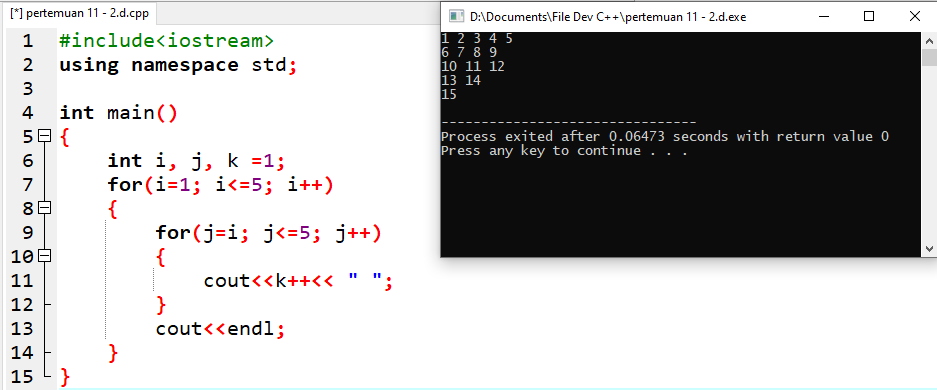 [*] pertemuan 11 - 2.d.cpp
1 #include<iostream>
2 using namespace std;
3
4 int main()
5 {
6 int i, j, k =1;
7 for(i=1; i<=5; i++)
8 {
9 for(j=i; j<=5; j++)
10 {
11 cout<<k++<< " ";
12 }
13 cout<<endl;
14 }
15 }
D:\Documents\File Dev C++\pertemuan 11 - 2.d.exe
1 2 3 4 5
6 7 8 9
10 11 12
13 14
15
--------------------------------
Process exited after 0.06473 seconds with return value 0
Press any key to continue . . .